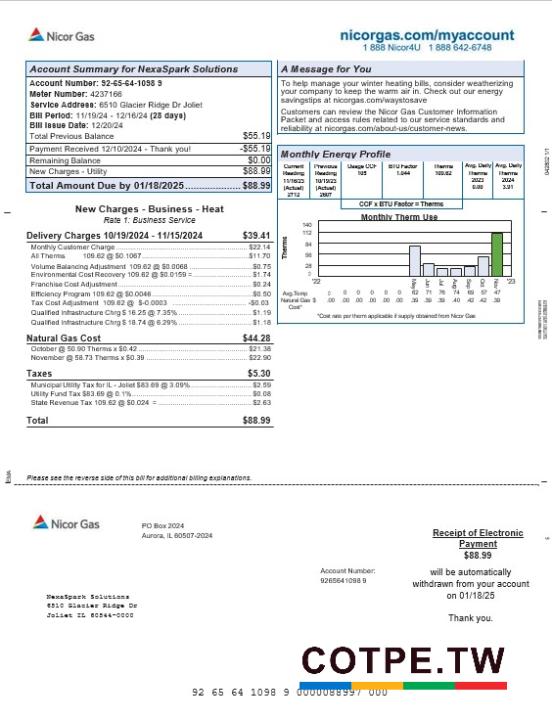 Nicor Gas
nicorgas.com/myaccount
1 888 Nicor4U 1 888 642-6748
Account Summary for NexaSpark Solutions
Account Number: 92-65-64-1098 9
Meter Number: 4237166
Service Address: 6510 Glacier Ridge Dr Joliet
Bill Period: 11/19/24 - 12/16/24 (28 days)
Bill Issue Date: 12/20/24
Total Previous Balance $55.19
Payment Received 12/10/2024 - Thank you! -$55.19
Remaining Balance $0.00
New Charges - Utility $88.99
Total Amount Due by 01/18/2025 $88.99
A Message for You
To help manage your winter heating bills, consider weatherizing
your company to keep the warm air in. Check out our energy
savingstips at nicorgas.com/waystosave
Customers can review the Nicor Gas Customer Information
Packet and access rules related to our service standards and
reliability at nicorgas.com/about-us/customer-news.
Monthly Energy Profile
Current Reading 11/16/23 (Actual) 2712
Previous Reading 10/19/23 (Actual) 2607
Usage CCF 105
BTU Factor 1.044
Therms 109.62
Avg. Daily Therms 2023 0.00
Avg. Daily Therms 2024 3.91
CCF x BTU Factor = Therms
Monthly Therm Use
Therms
140
112
84
56
28
0
'22 May Jun Jul Aug Sep Oct Nov '23
Avg.Temp 0 0 0 0 0 62 71 76 74 68 57 47
Natural Gas $ .00 .00 .00 .00 .00 .39 .39 .39 .40 .42 .42 .39
Cost*
*Cost rate per therm applicable if supply obtained from Nicor Gas
New Charges - Business - Heat
Rate 1: Business Service
Delivery Charges 10/19/2024 - 11/15/2024 $39.41
Monthly Customer Charge $22.14
All Therms 109.62 @ $0.1067 $11.70
Volume Balancing Adjustment 109.62 @ $0.0068 $0.75
Environmental Cost Recovery 109.62 @ $0.0159 = $1.74
Franchise Cost Adjustment $0.24
Efficiency Program 109.62 @ $0.0046 $0.50
Tax Cost Adjustment 109.62 @ $-0.0003 -$0.03
Qualified Infrastructure Chrg $ 16.25 @ 7.35% $1.19
Qualified Infrastructure Chrg $ 18.74 @ 6.29% $1.18
Natural Gas Cost $44.28
October @ 50.90 Therms x $0.42 $21.38
November @ 58.73 Therms x $0.39 $22.90
Taxes $5.30
Municipal Utility Tax for IL - Joliet $83.69 @ 3.09% $2.59
Utility Fund Tax $83.69 @ 0.1% $0.08
State Revenue Tax 109.62 @ $0.024 = $2.63
Total $88.99
Please see the reverse side of this bill for additional billing explanations.
Nicor Gas
PO Box 2024
Aurora, IL 60507-2024
Receipt of Electronic
Payment
$88.99
will be automatically
withdrawn from your account
on 01/18/25
Thank you.
Account Number:
9265641098 9
NexaSpark Solutions
6510 Glacier Ridge Dr
Joliet IL 60544-0000
COTPE.TW
92 65 64 1098 9 0000088997 000